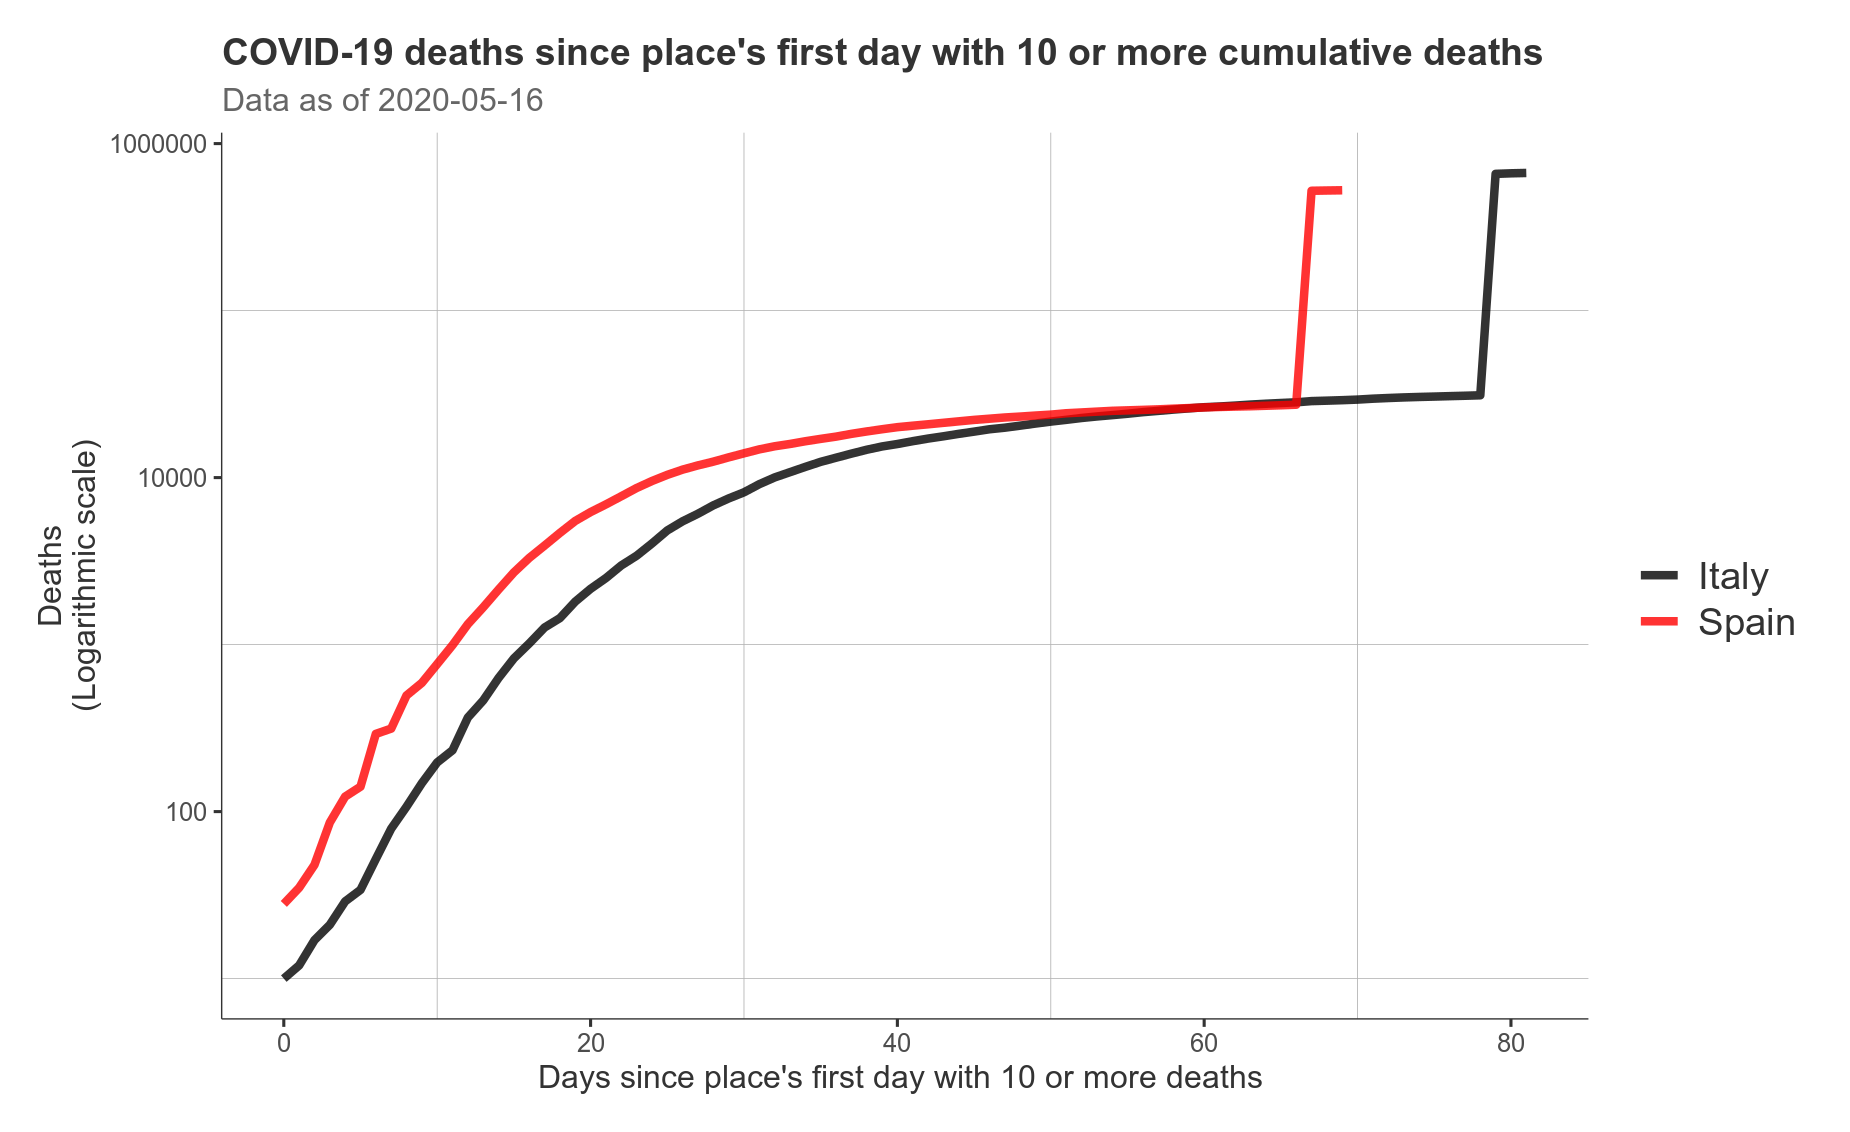 COVID-19 deaths since place's first day with 10 or more cumulative deaths
Data as of 2020-05-16
1000000
10000
100
Deaths
(Logarithmic scale)
0
20
40
60
80
Days since place's first day with 10 or more deaths
Italy
Spain